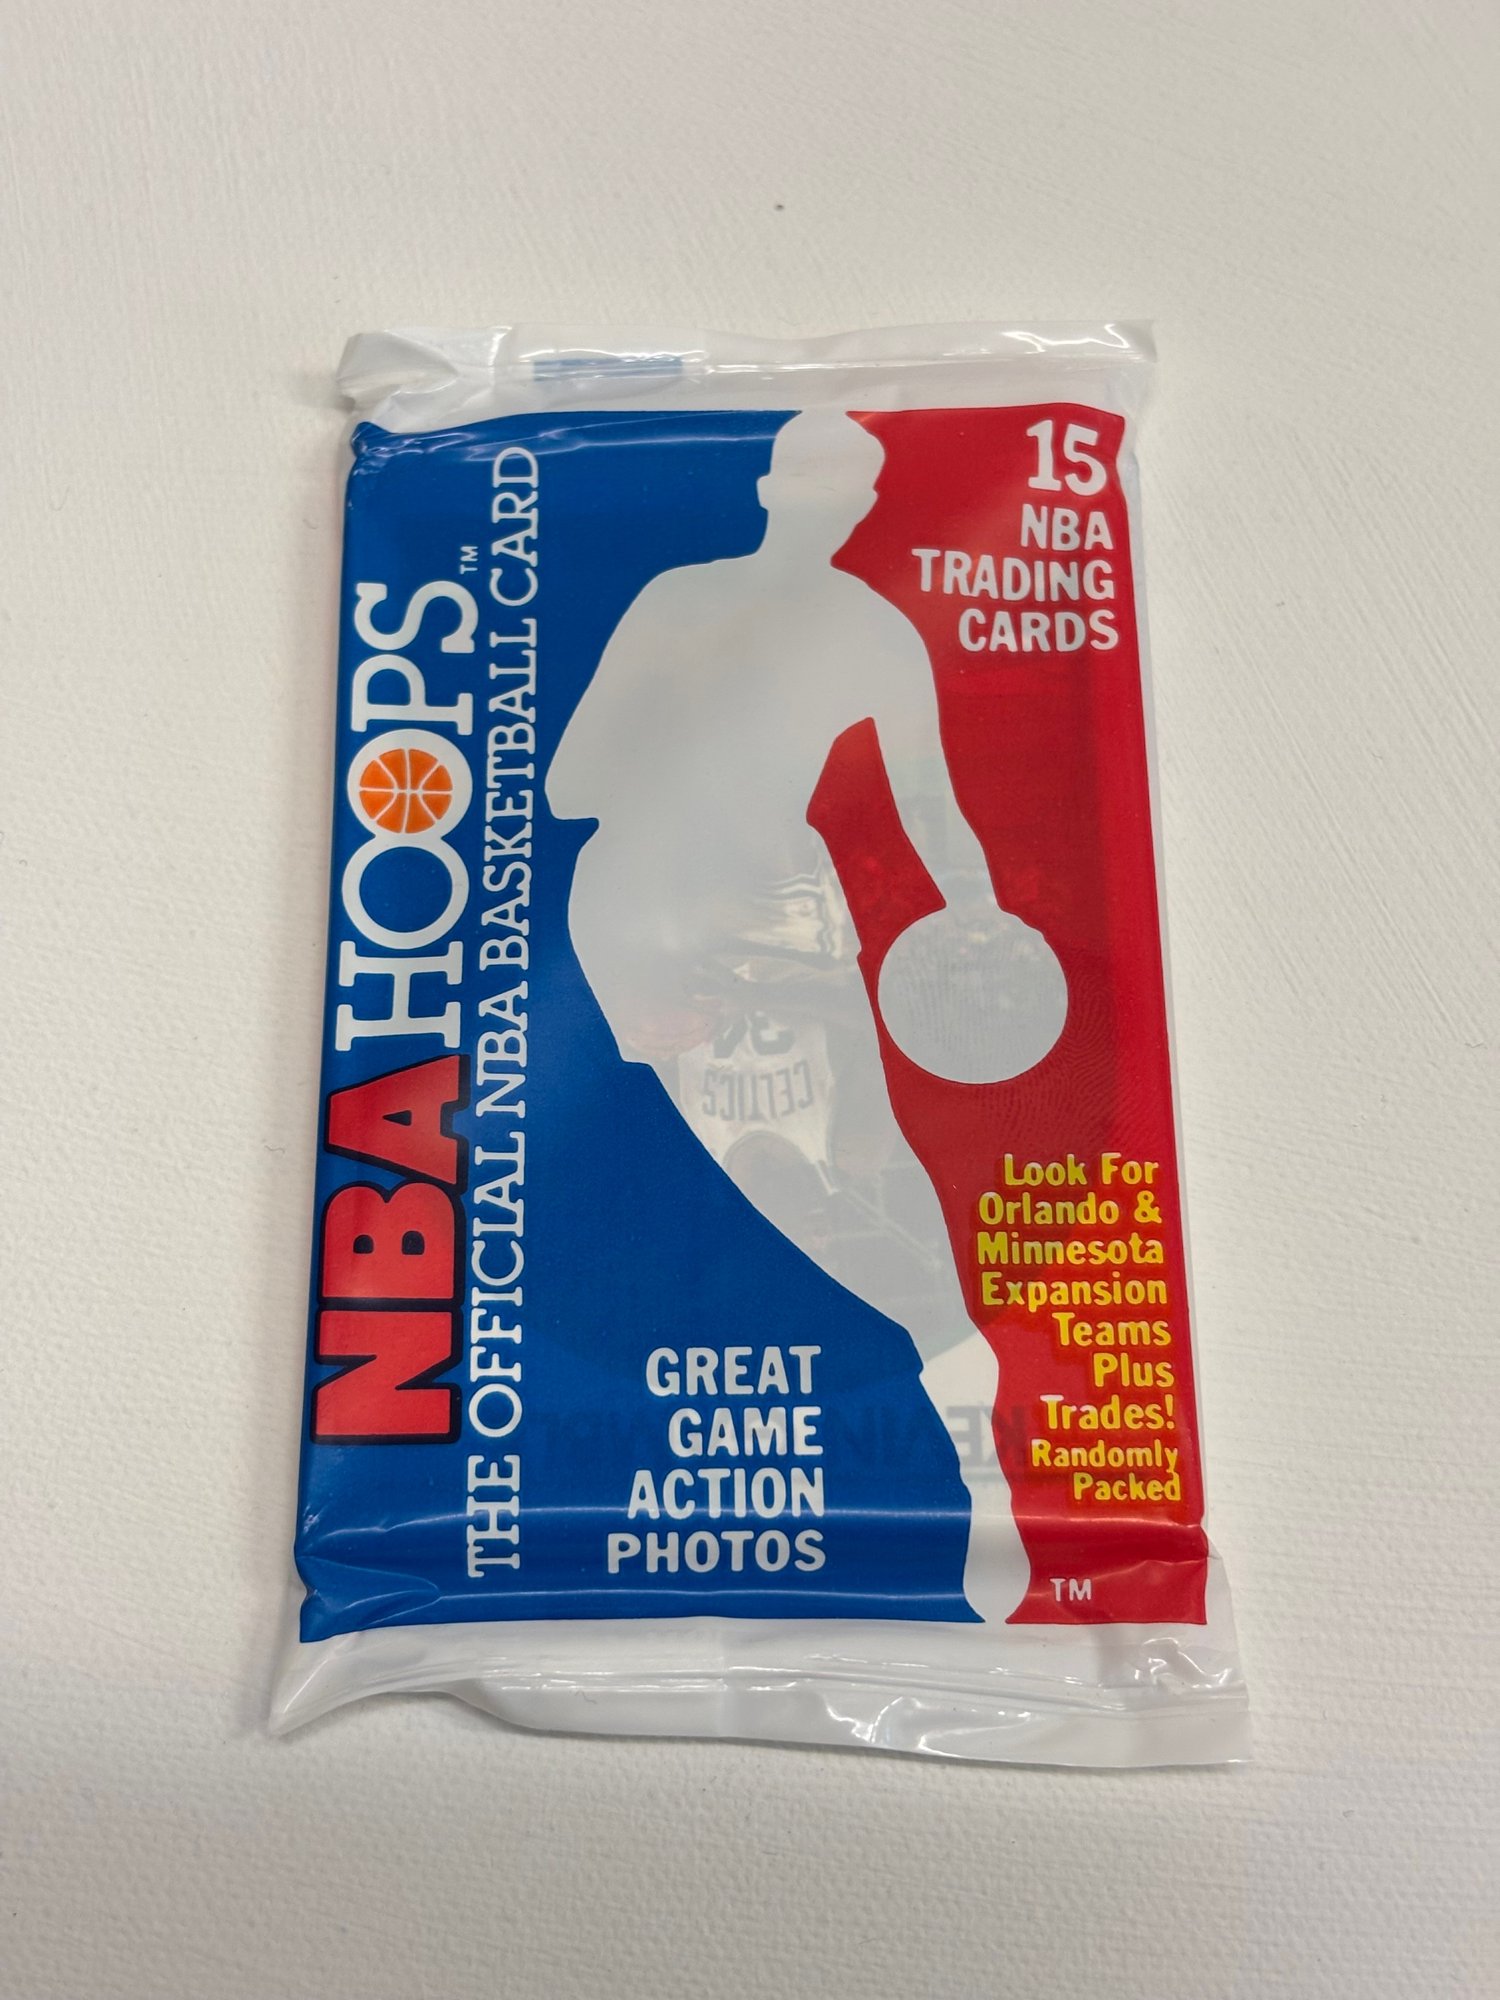 NBA HOOPS™
THE OFFICIAL NBA BASKETBALL CARD
15
NBA
TRADING
CARDS
CELTICS
Look For
Orlando &
Minnesota
Expansion
Teams
Plus
Trades!
Randomly
Packed
GREAT
GAME
ACTION
PHOTOS
TM